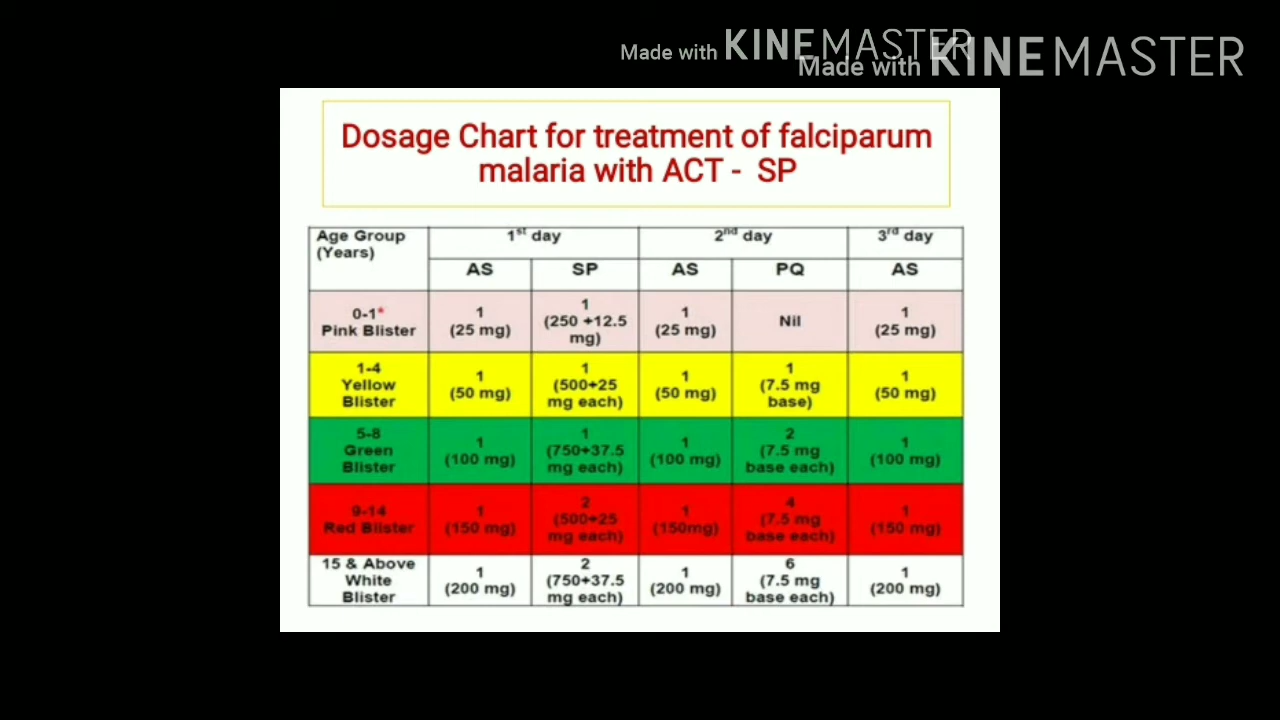 Made with KINEMASTER
Made with KINEMASTER
Dosage Chart for treatment of falciparum
malaria with ACT - SP
Age Group
(Years)
1st day
2nd day
3rd day
AS
SP
AS
PQ
AS
0-1*
Pink Blister
1
(25 mg)
1
(250 +12.5
mg)
1
(25 mg)
Nil
1
(25 mg)
1-4
Yellow
Blister
1
(50 mg)
1
(500+25
mg each)
1
(50 mg)
1
(7.5 mg
base)
1
(50 mg)
5-8
Green
Blister
1
(100 mg)
1
(750+37.5
mg each)
1
(100 mg)
2
(7.5 mg
base each)
1
(100 mg)
9-14
Red Blister
1
(150 mg)
2
(500+25
mg each)
1
(150mg)
4
(7.5 mg
base each)
1
(150 mg)
15 & Above
White
Blister
1
(200 mg)
2
(750+37.5
mg each)
1
(200 mg)
6
(7.5 mg
base each)
1
(200 mg)